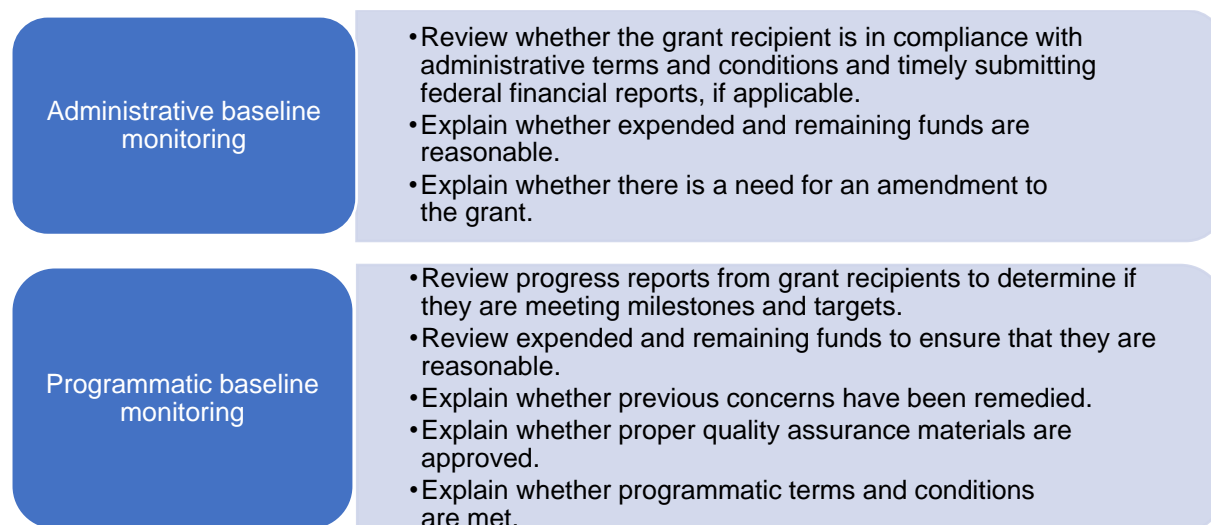 Administrative baseline
monitoring
•Review whether the grant recipient is in compliance with
administrative terms and conditions and timely submitting
federal financial reports, if applicable.
•Explain whether expended and remaining funds are
reasonable.
•Explain whether there is a need for an amendment to
the grant.
Programmatic baseline
monitoring
•Review progress reports from grant recipients to determine if
they are meeting milestones and targets.
•Review expended and remaining funds to ensure that they are
reasonable.
•Explain whether previous concerns have been remedied.
•Explain whether proper quality assurance materials are
approved.
•Explain whether programmatic terms and conditions
are met.